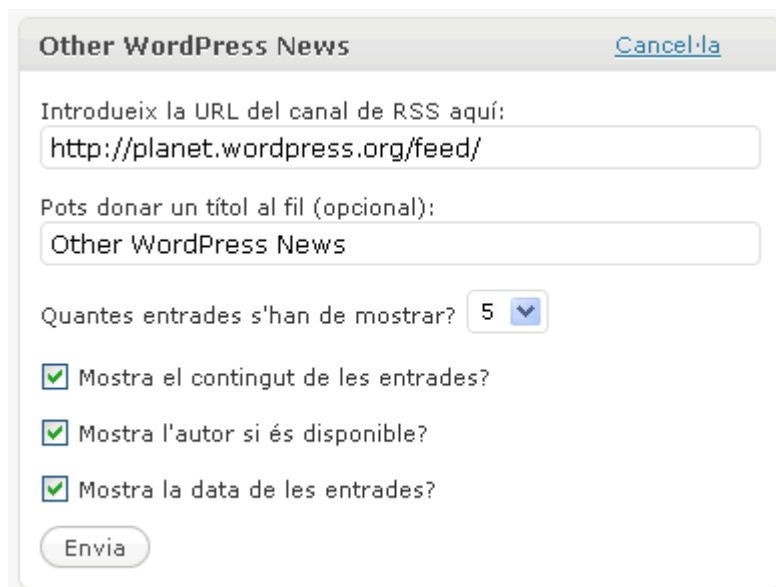 Other WordPress News Cancel·la
Introdueix la URL del canal de RSS aquí:
http://planet.wordpress.org/feed/
Pots donar un títol al fil (opcional):
Other WordPress News
Quantes entrades s'han de mostrar? 5
Mostra el contingut de les entrades?
Mostra l'autor si és disponible?
Mostra la data de les entrades?
Envia